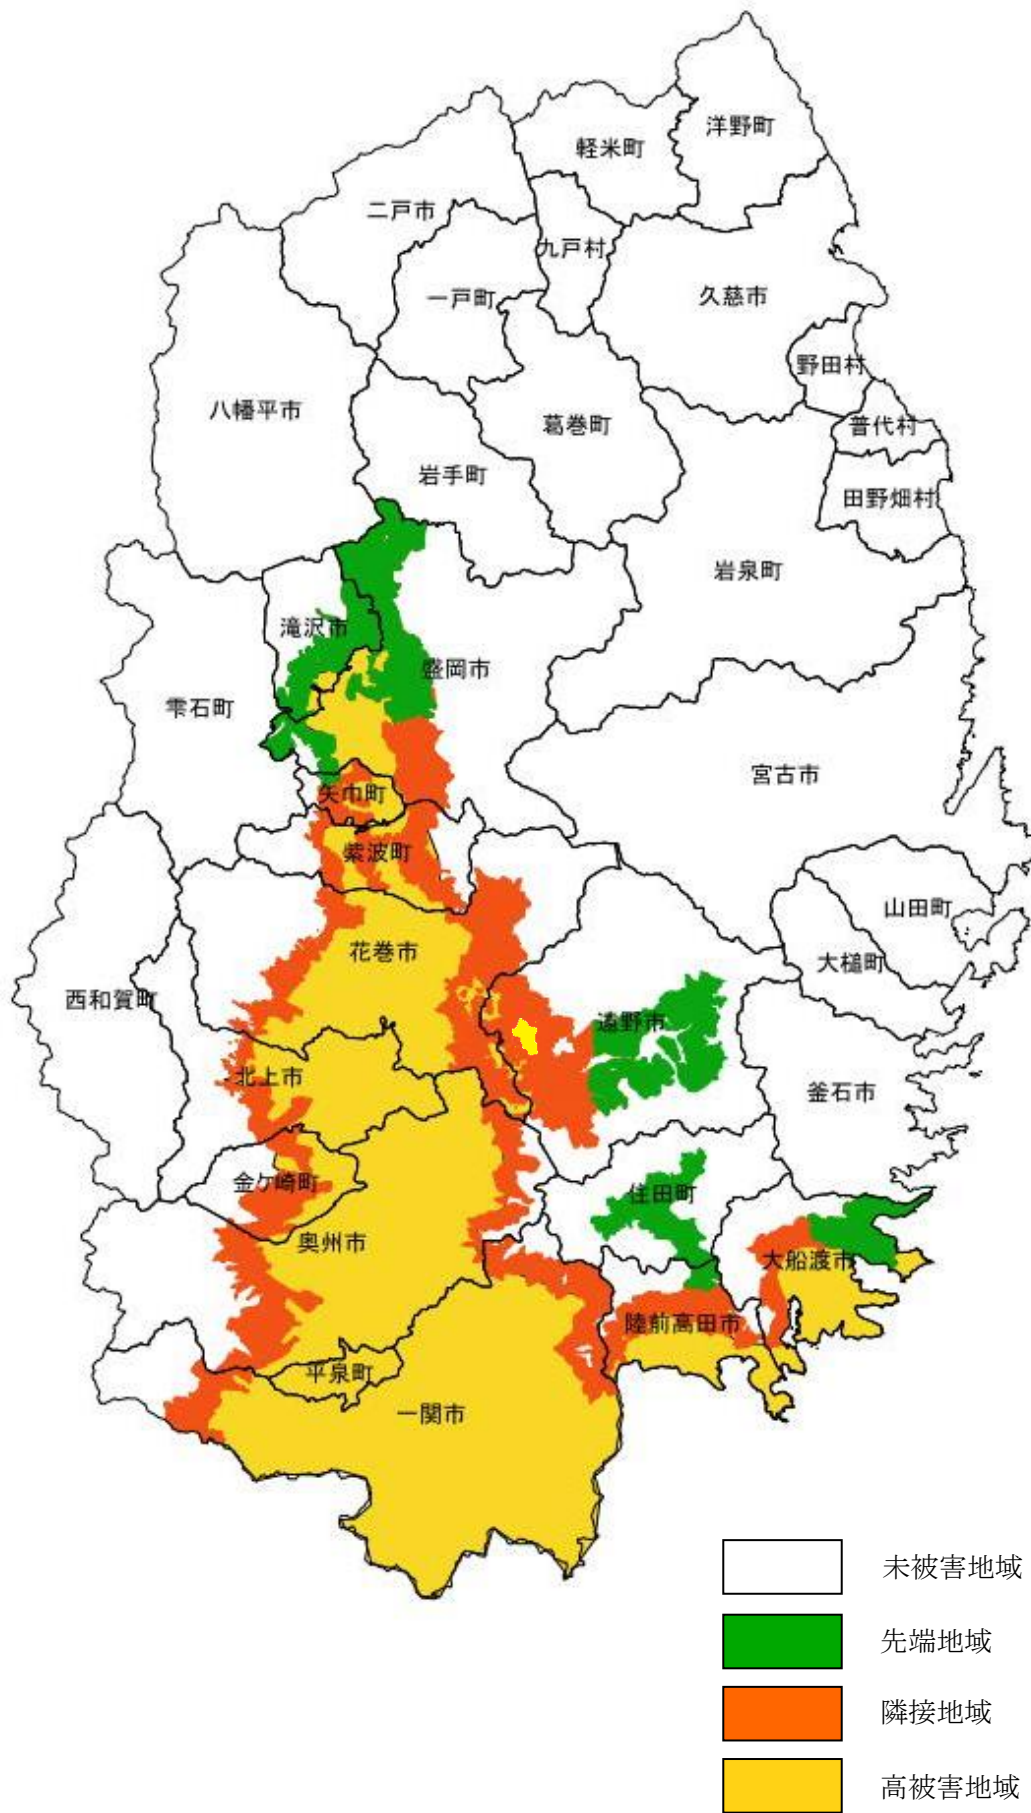 洋野町
軽米町
二戸市
九戸村
一戸町
久慈市
野田村
八幡平市
葛巻町
普代村
岩手町
田野畑村
岩泉町
滝沢市
盛岡市
雫石町
宮古市
矢巾町
紫波町
山田町
花巻市
大槌町
西和賀町
遠野市
北上市
釜石市
金ケ崎町
住田町
奥州市
大船渡市
陸前高田市
平泉町
一関市
未被害地域
先端地域
隣接地域
高被害地域